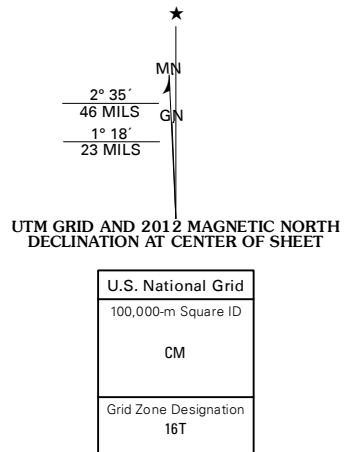 ★
MN
2° 35´
46 MILS
GN
1° 18´
23 MILS
UTM GRID AND 2012 MAGNETIC NORTH
DECLINATION AT CENTER OF SHEET
U.S. National Grid
100,000-m Square ID
CM
Grid Zone Designation
16T